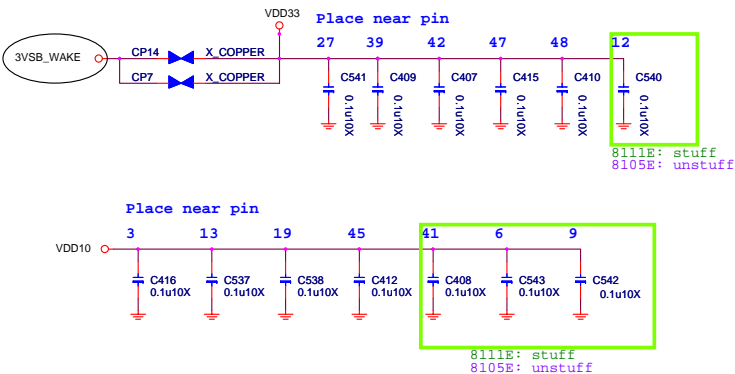 VDD33
Place near pin
3VSB_WAKE
CP14 X_COPPER
CP7 X_COPPER
27 39 42 47 48 12
C541 C409 C407 C415 C410 C540
0.1u10X 0.1u10X 0.1u10X 0.1u10X 0.1u10X 0.1u10X
8111E: stuff
8105E: unstuff
Place near pin
3 13 19 45 41 6 9
VDD10
C416 C537 C538 C412 C408 C543 C542
0.1u10X 0.1u10X 0.1u10X 0.1u10X 0.1u10X 0.1u10X 0.1u10X
8111E: stuff
8105E: unstuff